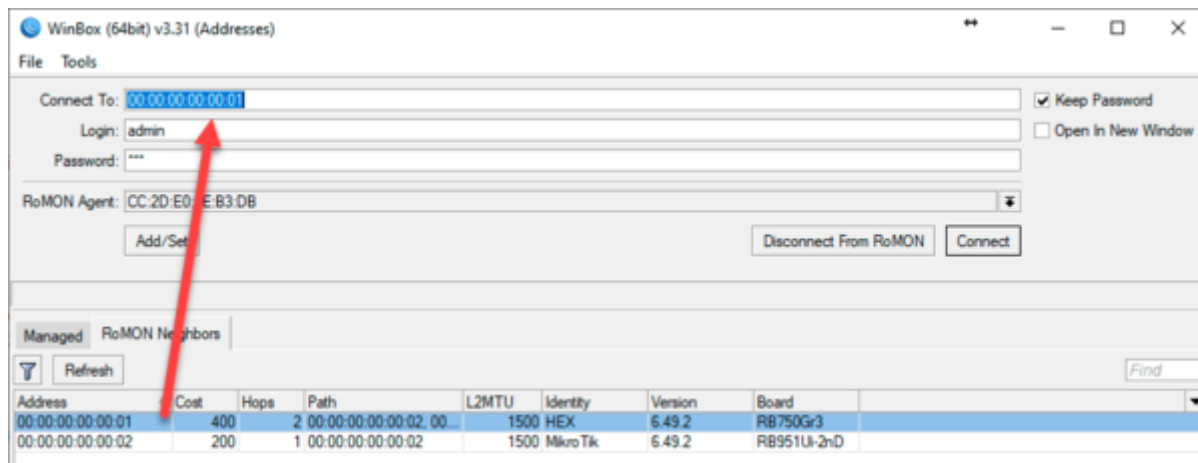 WinBox (64bit) v3.31 (Addresses)
File Tools
Connect To: 00:00:00:00:00:01
Keep Password
Login: admin
Open In New Window
Password: ***
RoMON Agent: CC:2D:E0: E:B3:DB
Add/Set
Disconnect From RoMON
Connect
Managed RoMON Neighbors
Refresh
Find
Address Cost Hops Path L2MTU Identity Version Board
00:00:00:00:00:01 400 2 00:00:00:00:00:02, 00... 1500 HEX 6.49.2 RB750Gr3
00:00:00:00:00:02 200 1 00:00:00:00:00:02 1500 MikroTik 6.49.2 RB951Ui-2nD